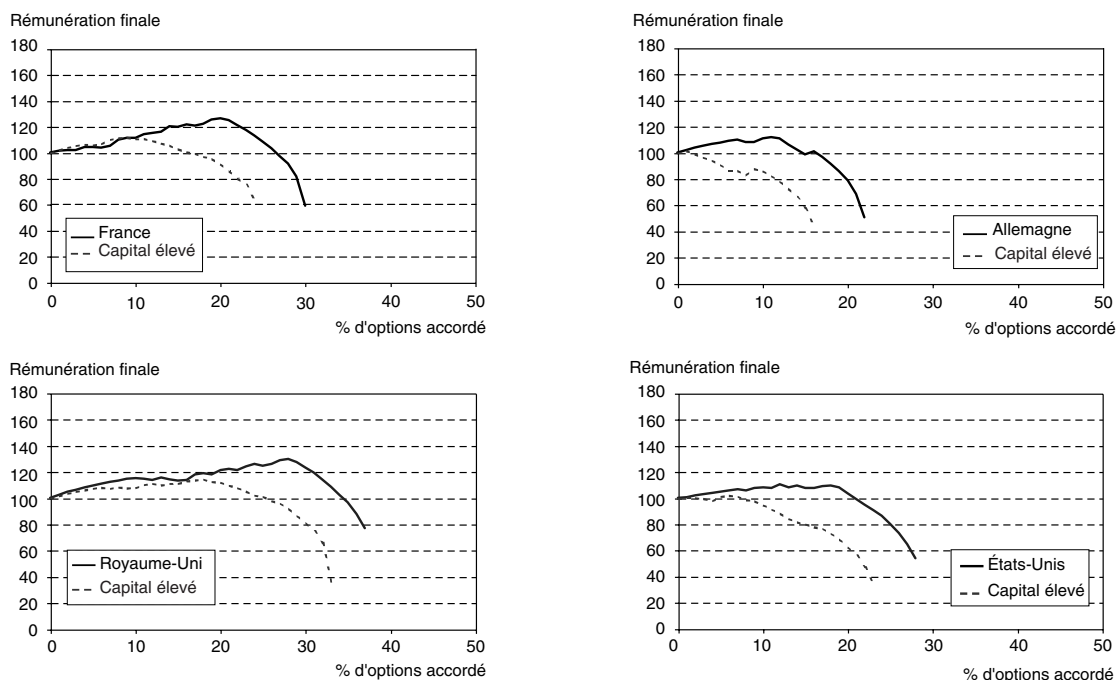 Rémunération finale
180
160
140
120
100
80
60
40
20
0
France
Capital élevé
0 10 20 30 40 50
% d'options accordé
Rémunération finale
180
160
140
120
100
80
60
40
20
0
Allemagne
Capital élevé
0 10 20 30 40 50
% d'options accordé
Rémunération finale
180
160
140
120
100
80
60
40
20
0
Royaume-Uni
Capital élevé
0 10 20 30 40 50
% d'options accordé
Rémunération finale
180
160
140
120
100
80
60
40
20
0
États-Unis
Capital élevé
0 10 20 30 40 50
% d'options accordé